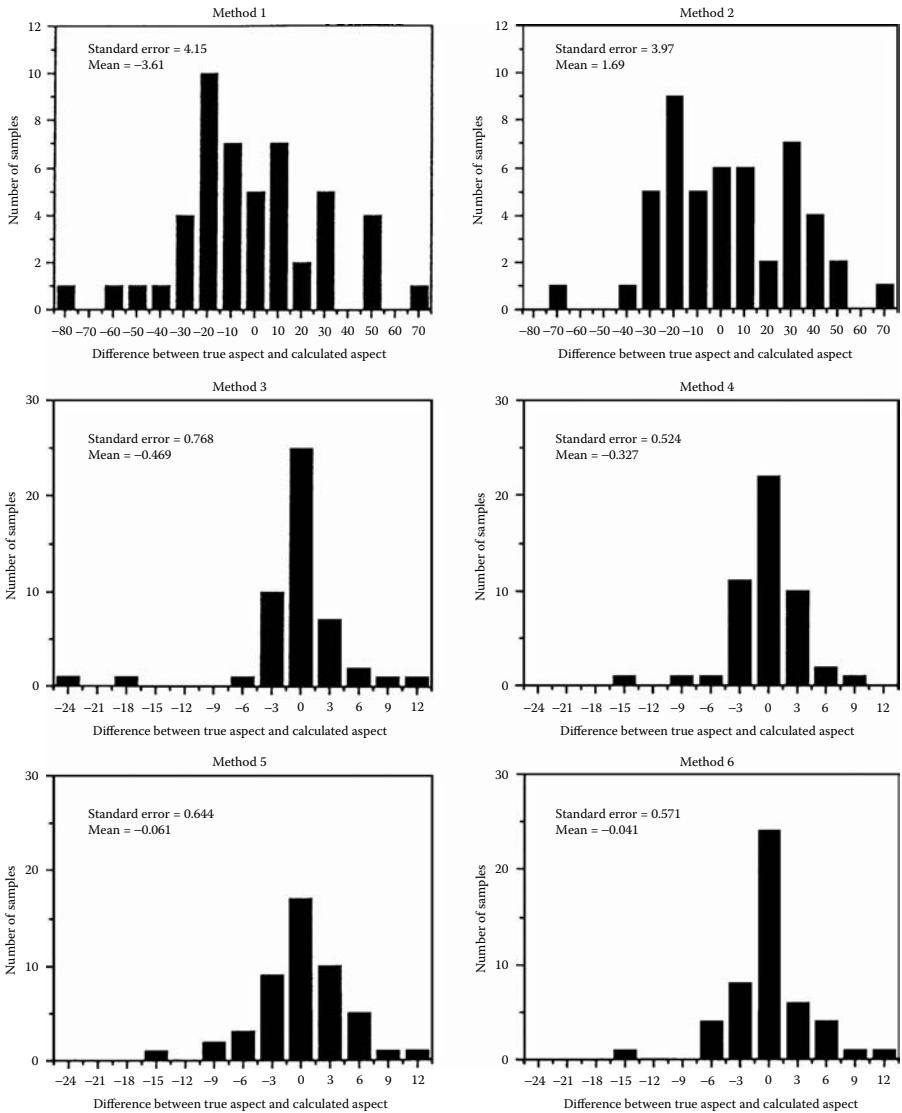 Method 1
Standard error = 4.15
Mean = −3.61
12
10
8
6
4
2
0
Number of samples
−80 −70 −60 −50 −40 −30 −20 −10 0 10 20 30 40 50 60 70
Difference between true aspect and calculated aspect
Method 2
Standard error = 3.97
Mean = 1.69
12
10
8
6
4
2
0
Number of samples
−80 −70 −60 −50 −40 −30 −20 −10 0 10 20 30 40 50 60 70
Difference between true aspect and calculated aspect
Method 3
Standard error = 0.768
Mean = −0.469
30
20
10
0
Number of samples
−24 −21 −18 −15 −12 −9 −6 −3 0 3 6 9 12
Difference between true aspect and calculated aspect
Method 4
Standard error = 0.524
Mean = −0.327
30
20
10
0
Number of samples
−24 −21 −18 −15 −12 −9 −6 −3 0 3 6 9 12
Difference between true aspect and calculated aspect
Method 5
Standard error = 0.644
Mean = −0.061
30
20
10
0
Number of samples
−24 −21 −18 −15 −12 −9 −6 −3 0 3 6 9 12
Difference between true aspect and calculated aspect
Method 6
Standard error = 0.571
Mean = −0.041
30
20
10
0
Number of samples
−24 −21 −18 −15 −12 −9 −6 −3 0 3 6 9 12
Difference between true aspect and calculated aspect